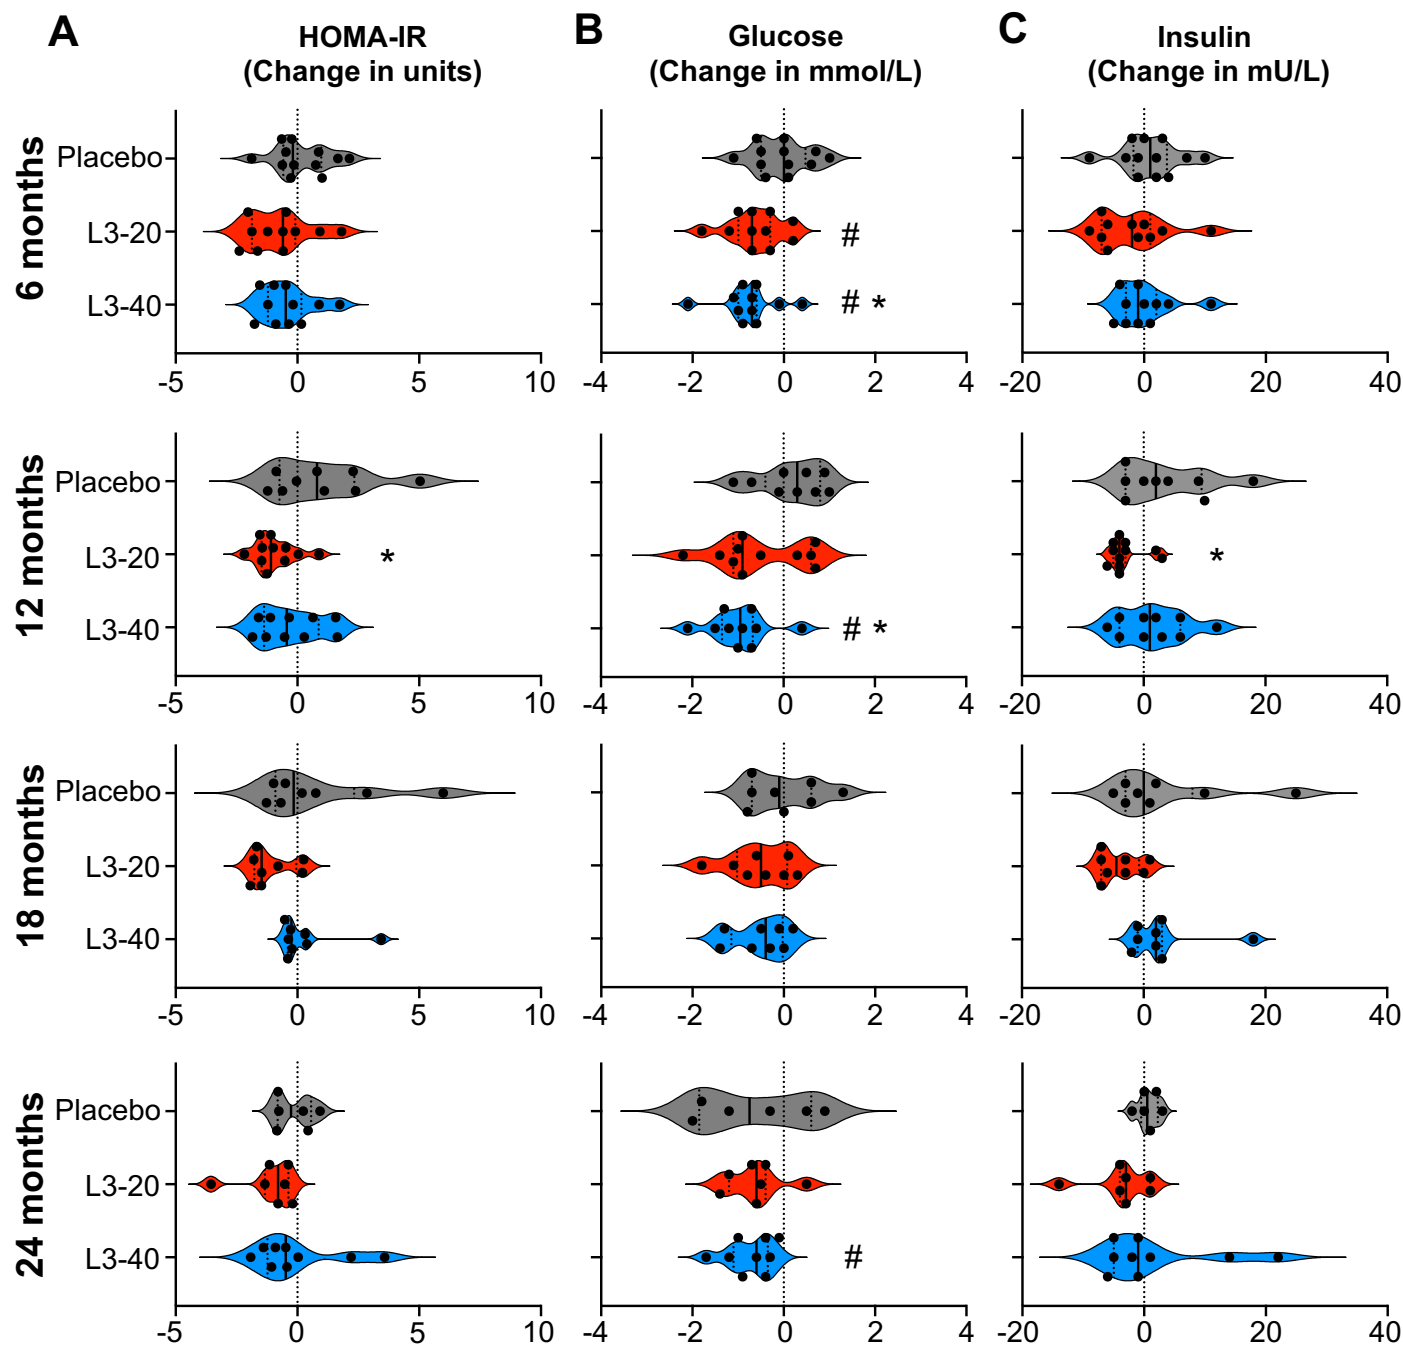 A
HOMA-IR
(Change in units)
B
Glucose
(Change in mmol/L)
C
Insulin
(Change in mU/L)
6 months
Placebo
L3-20
#
L3-40
# *
-5 0 5 10
-4 -2 0 2 4
-20 0 20 40
12 months
Placebo
L3-20
*
*
L3-40
# *
-5 0 5 10
-4 -2 0 2 4
-20 0 20 40
18 months
Placebo
L3-20
L3-40
-5 0 5 10
-4 -2 0 2 4
-20 0 20 40
24 months
Placebo
L3-20
L3-40
#
-5 0 5 10
-4 -2 0 2 4
-20 0 20 40